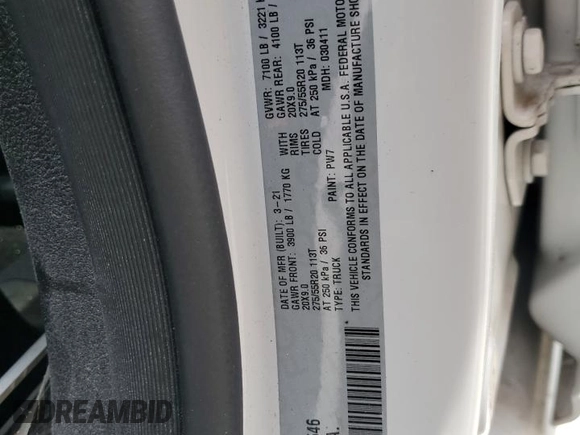 GVWR: 7100 LB / 3221
DATE OF MFR (BUILT): 3-21
GAWR FRONT: 3900 LB / 1770 KG WITH GAWR REAR: 4100 LB /
20X9.0 RIMS 20X9.0
275/55R20 113T TIRES 275/55R20 113T
AT 250 kPa / 36 PSI COLD AT 250 kPa / 36 PSI
TYPE: TRUCK PAINT: PW7 MDH: 030411
THIS VEHICLE CONFORMS TO ALL APPLICABLE U.S.A. FEDERAL MOTOR
STANDARDS IN EFFECT ON THE DATE OF MANUFACTURE SHO
*
46
A.
DREAMBID